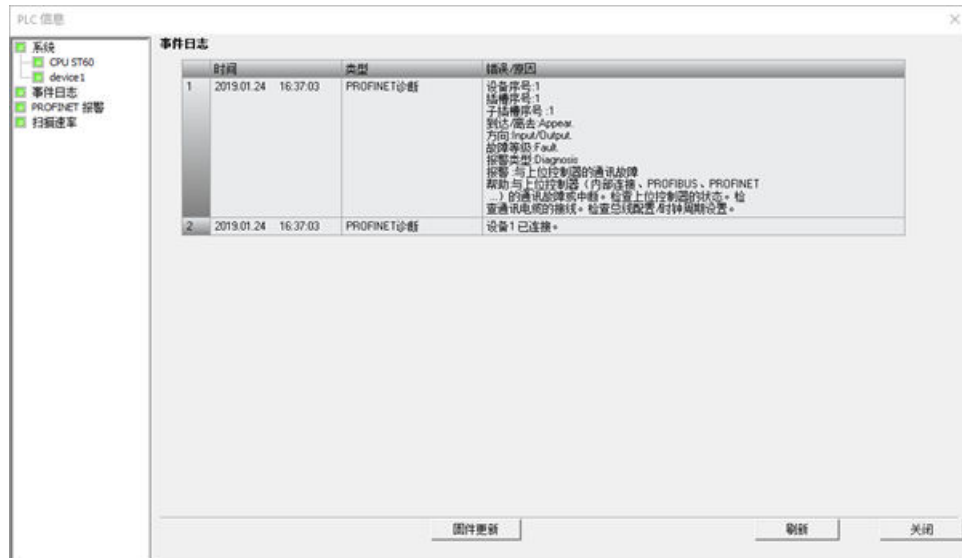 PLC 信息
系统
CPU ST60
device1
事件日志
PROFINET 报警
扫描速率
事件日志
时间 类型 错误/原因
1 2019.01.24 16:37:03 PROFINET诊断 设备序号:1
插槽序号:1
子插槽序号 :1
到达/离去:Appear.
方向:Input/Output.
故障等级:Fault.
报警类型:Diagnosis
报警 :与上位控制器的通讯故障
帮助:与上位控制器（内部连接、PROFIBUS、PROFINET
...）的通讯故障或中断。检查上位控制器的状态。检
查通讯电缆的接线。检查总线配置/时钟周期设置。
2 2019.01.24 16:37:03 PROFINET诊断 设备1 已连接。
固件更新 刷新 关闭